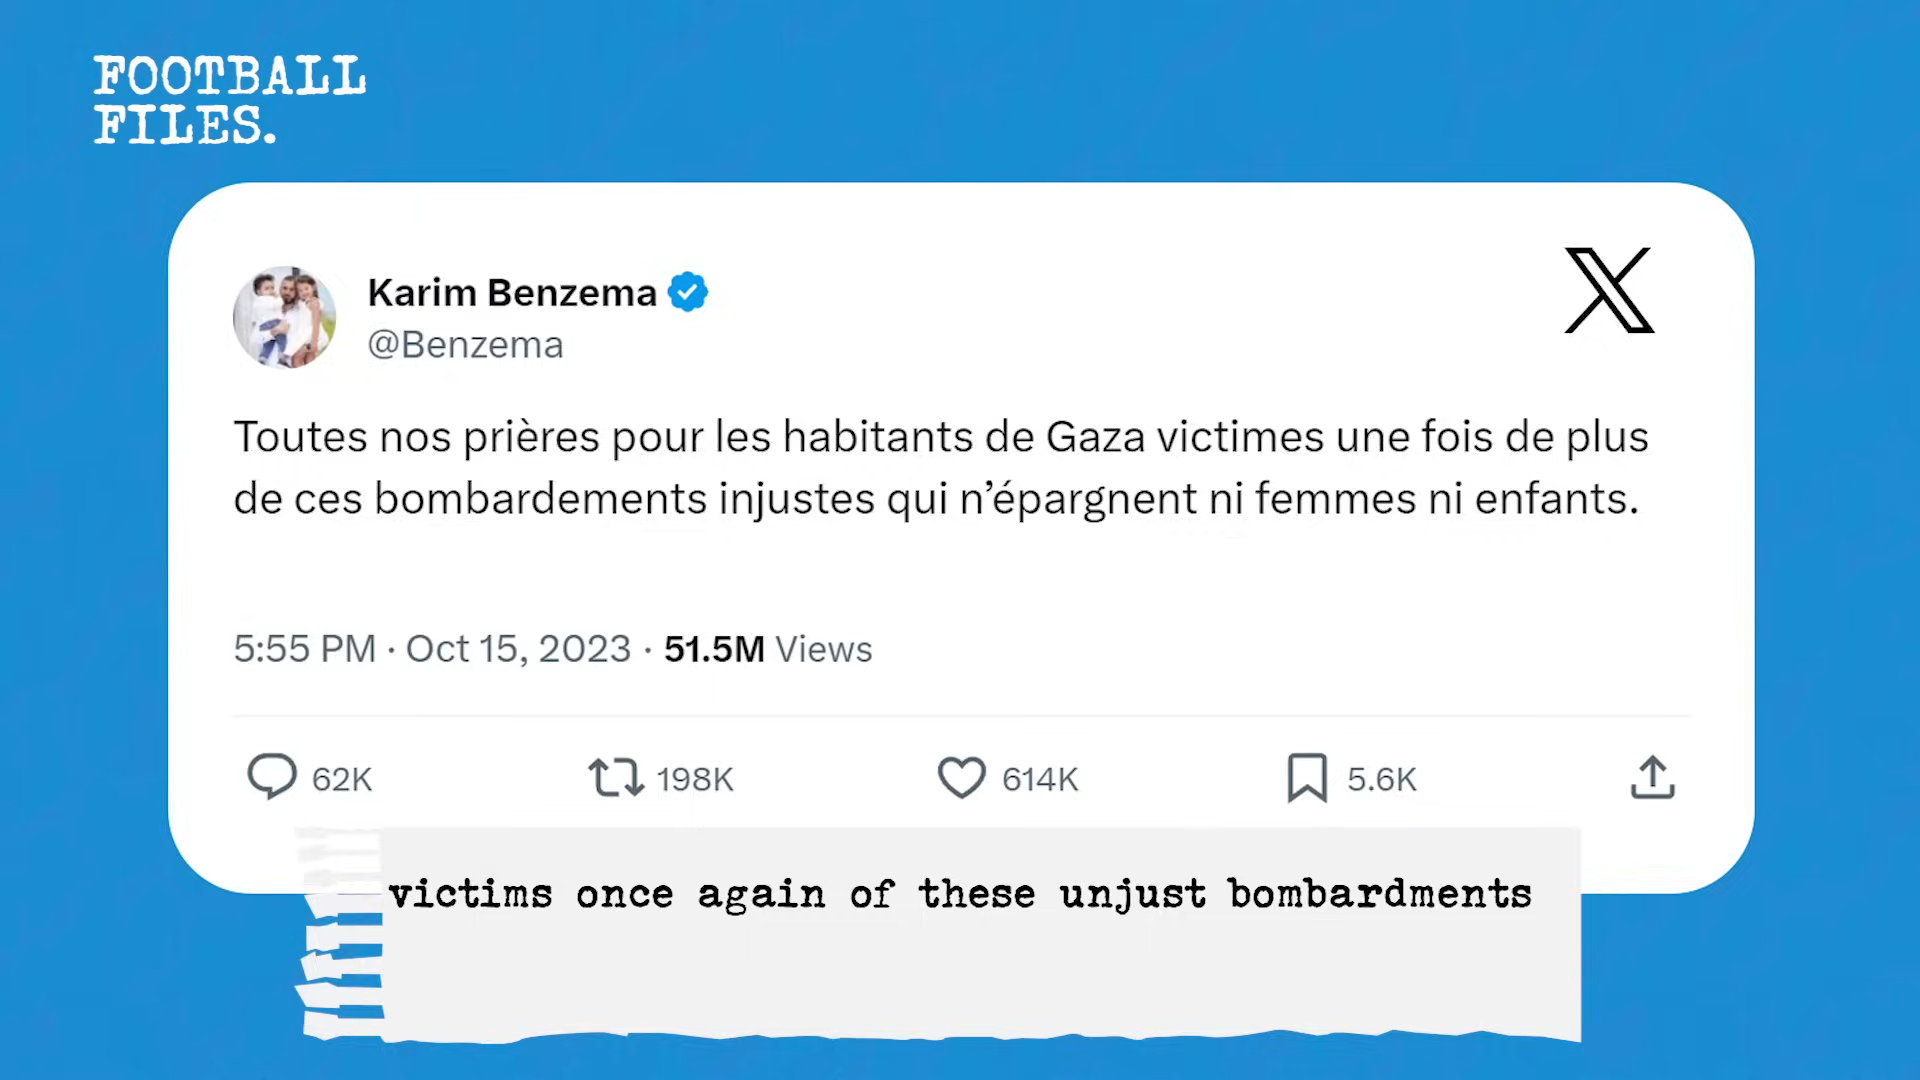 FOOTBALL
FILES.
Karim Benzema
@Benzema
Toutes nos prières pour les habitants de Gaza victimes une fois de plus
de ces bombardements injustes qui n’épargnent ni femmes ni enfants.
5:55 PM · Oct 15, 2023 · 51.5M Views
62K 198K 614K 5.6K
victims once again of these unjust bombardments